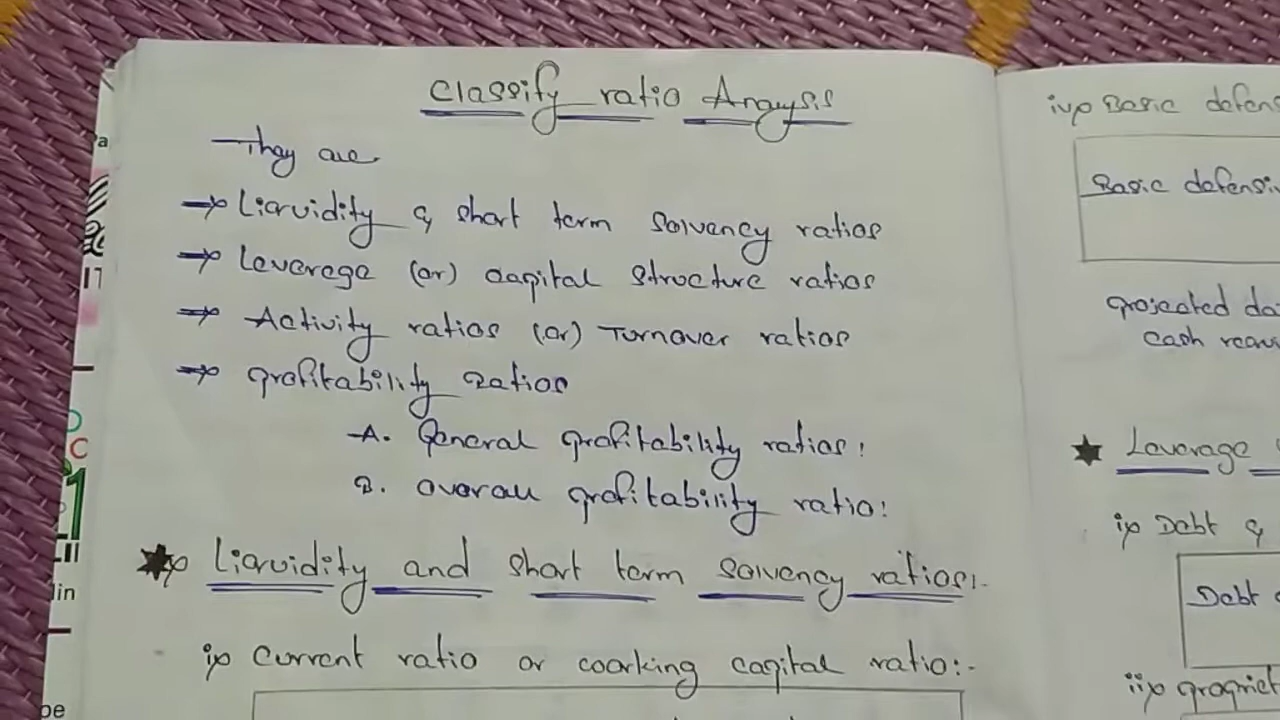 Classify ratio Anaysis
They are
→ Liquidity & short term Solvency ratios
→ Leverage (or) capital structure ratios
→ Activity ratios (or) Turnover ratios
→ profitability Ratios
A. General profitability ratios:
B. Overall profitability ratio:
★ Liquidity and short term Solvency ratios:-
i) Current ratio or coorking capital ratio:-
iv) Basic defens
Basic defensi
projected da
cash requi
★ Leverage
i) Debt &
Debt
ii) propriet